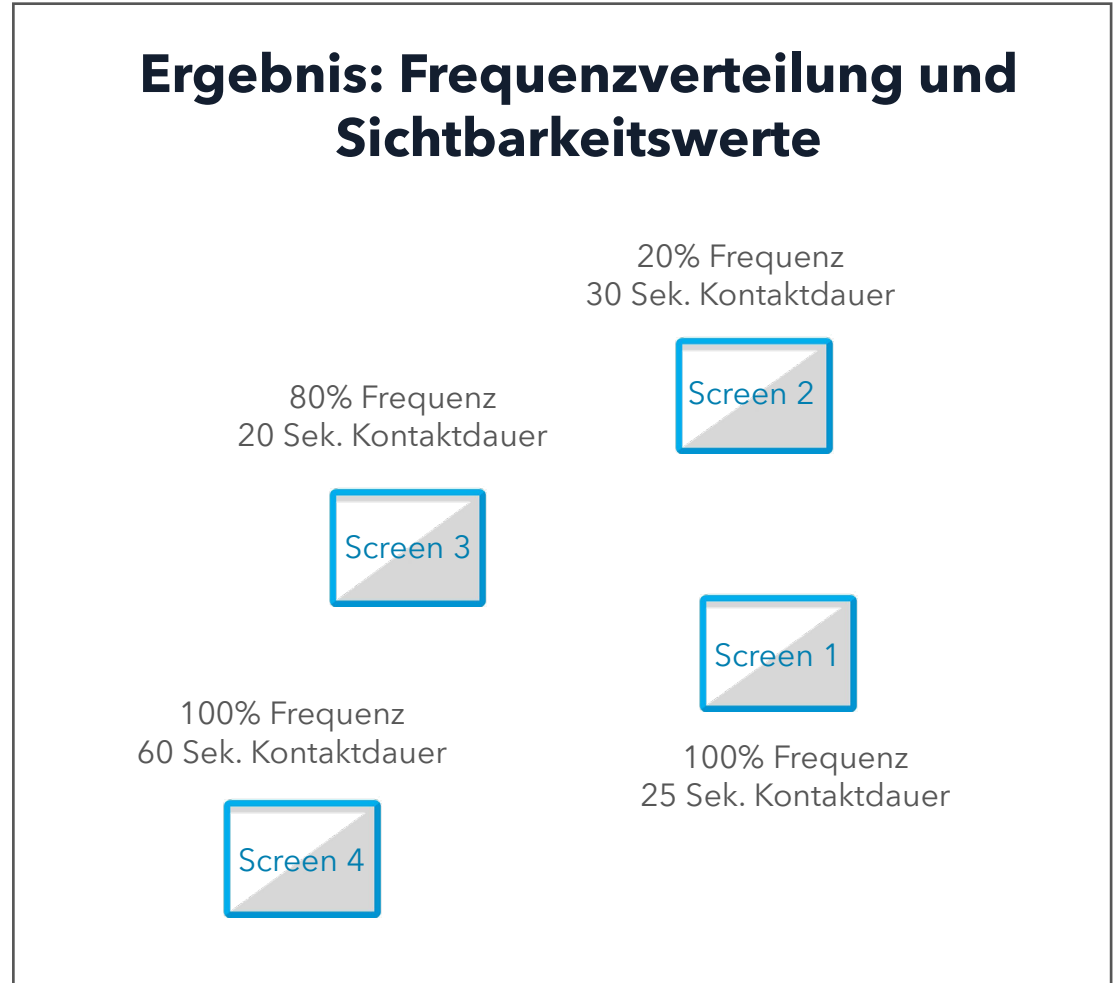 Ergebnis: Frequenzverteilung und
Sichtbarkeitswerte
20% Frequenz
30 Sek. Kontaktdauer
Screen 2
80% Frequenz
20 Sek. Kontaktdauer
Screen 3
Screen 1
100% Frequenz
25 Sek. Kontaktdauer
100% Frequenz
60 Sek. Kontaktdauer
Screen 4